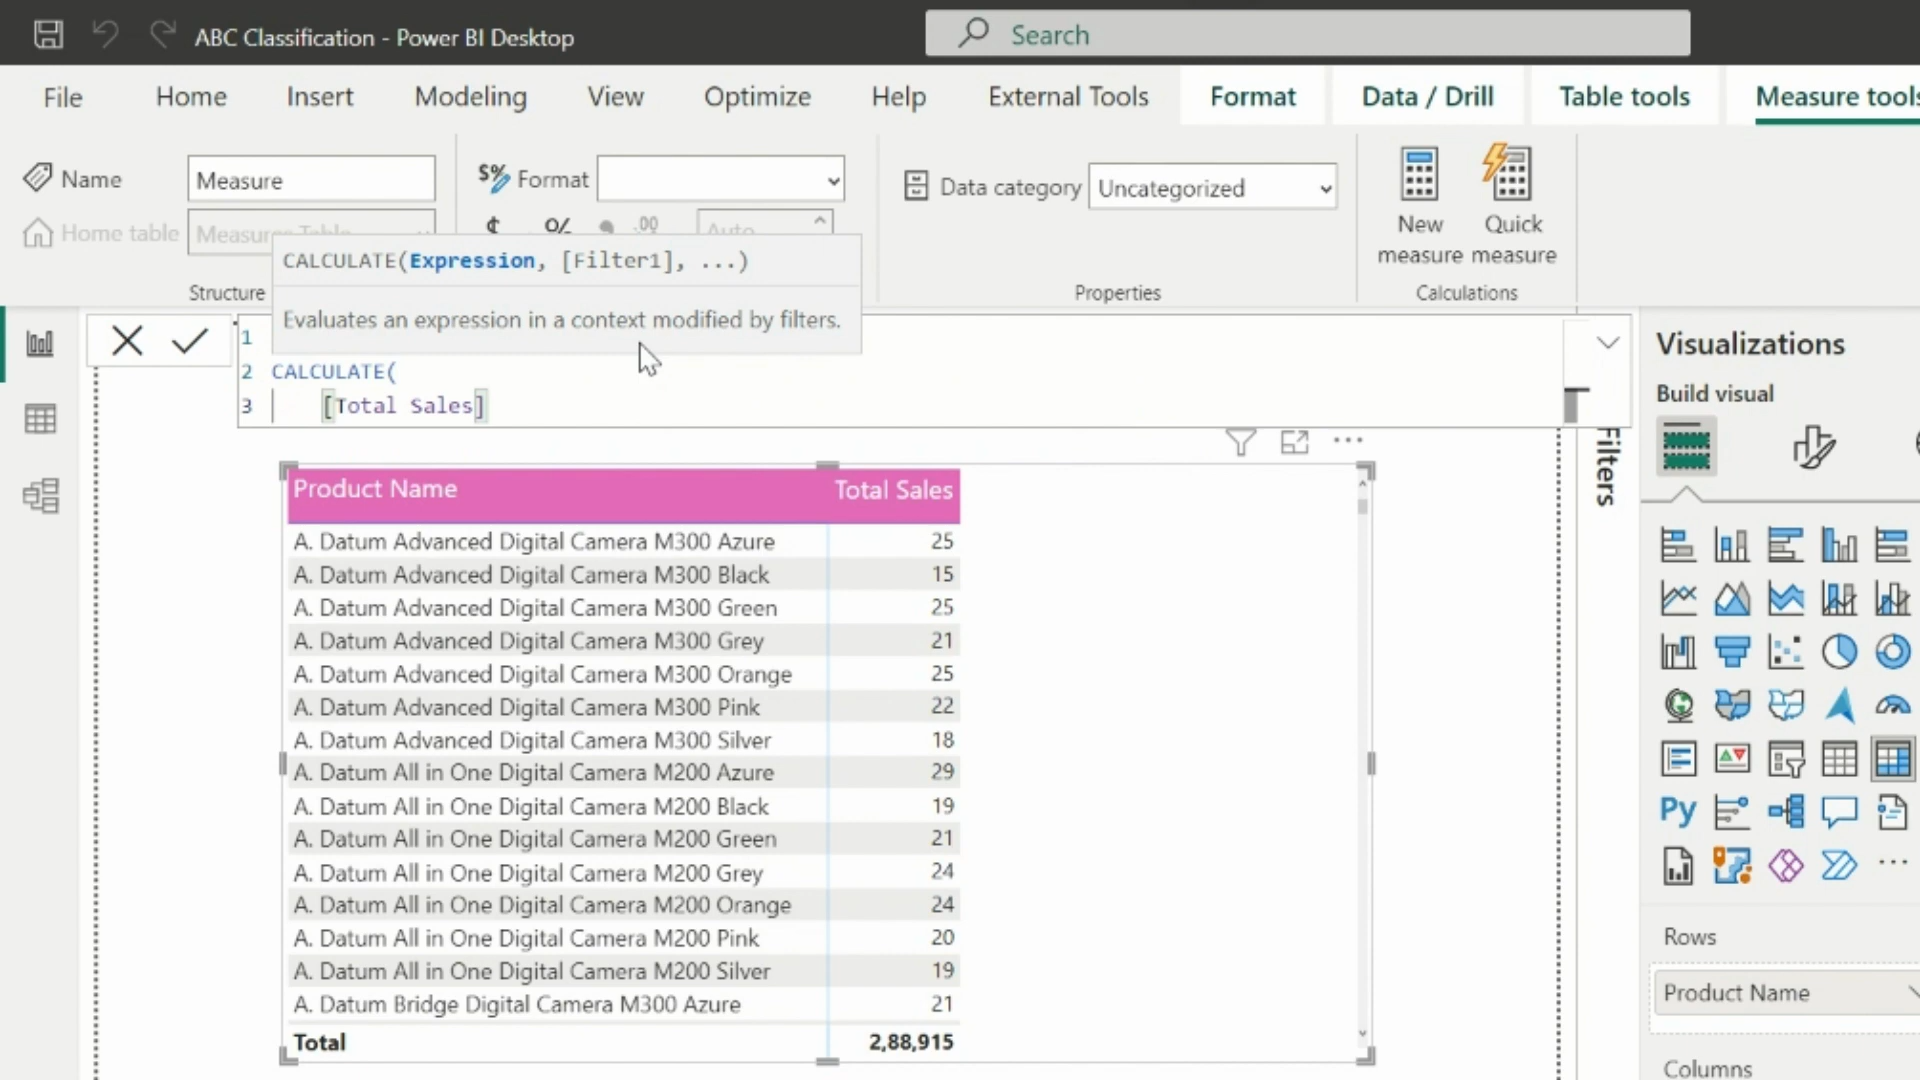 ABC Classification - Power BI Desktop
Search
File Home Insert Modeling View Optimize Help External Tools Format Data / Drill Table tools Measure tools
Name Measure
$% Format
Data category Uncategorized
New measure
Quick measure
Home table Measures Table
Auto
Structure
Properties
Calculations
CALCULATE(Expression, [Filter1], ...)
Evaluates an expression in a context modified by filters.
1
2 CALCULATE(
3 [Total Sales]
Product Name Total Sales
A. Datum Advanced Digital Camera M300 Azure 25
A. Datum Advanced Digital Camera M300 Black 15
A. Datum Advanced Digital Camera M300 Green 25
A. Datum Advanced Digital Camera M300 Grey 21
A. Datum Advanced Digital Camera M300 Orange 25
A. Datum Advanced Digital Camera M300 Pink 22
A. Datum Advanced Digital Camera M300 Silver 18
A. Datum All in One Digital Camera M200 Azure 29
A. Datum All in One Digital Camera M200 Black 19
A. Datum All in One Digital Camera M200 Green 21
A. Datum All in One Digital Camera M200 Grey 24
A. Datum All in One Digital Camera M200 Orange 24
A. Datum All in One Digital Camera M200 Pink 20
A. Datum All in One Digital Camera M200 Silver 19
A. Datum Bridge Digital Camera M300 Azure 21
Total 2,88,915
Filters
Visualizations
Build visual
Py
Rows
Product Name
Columns